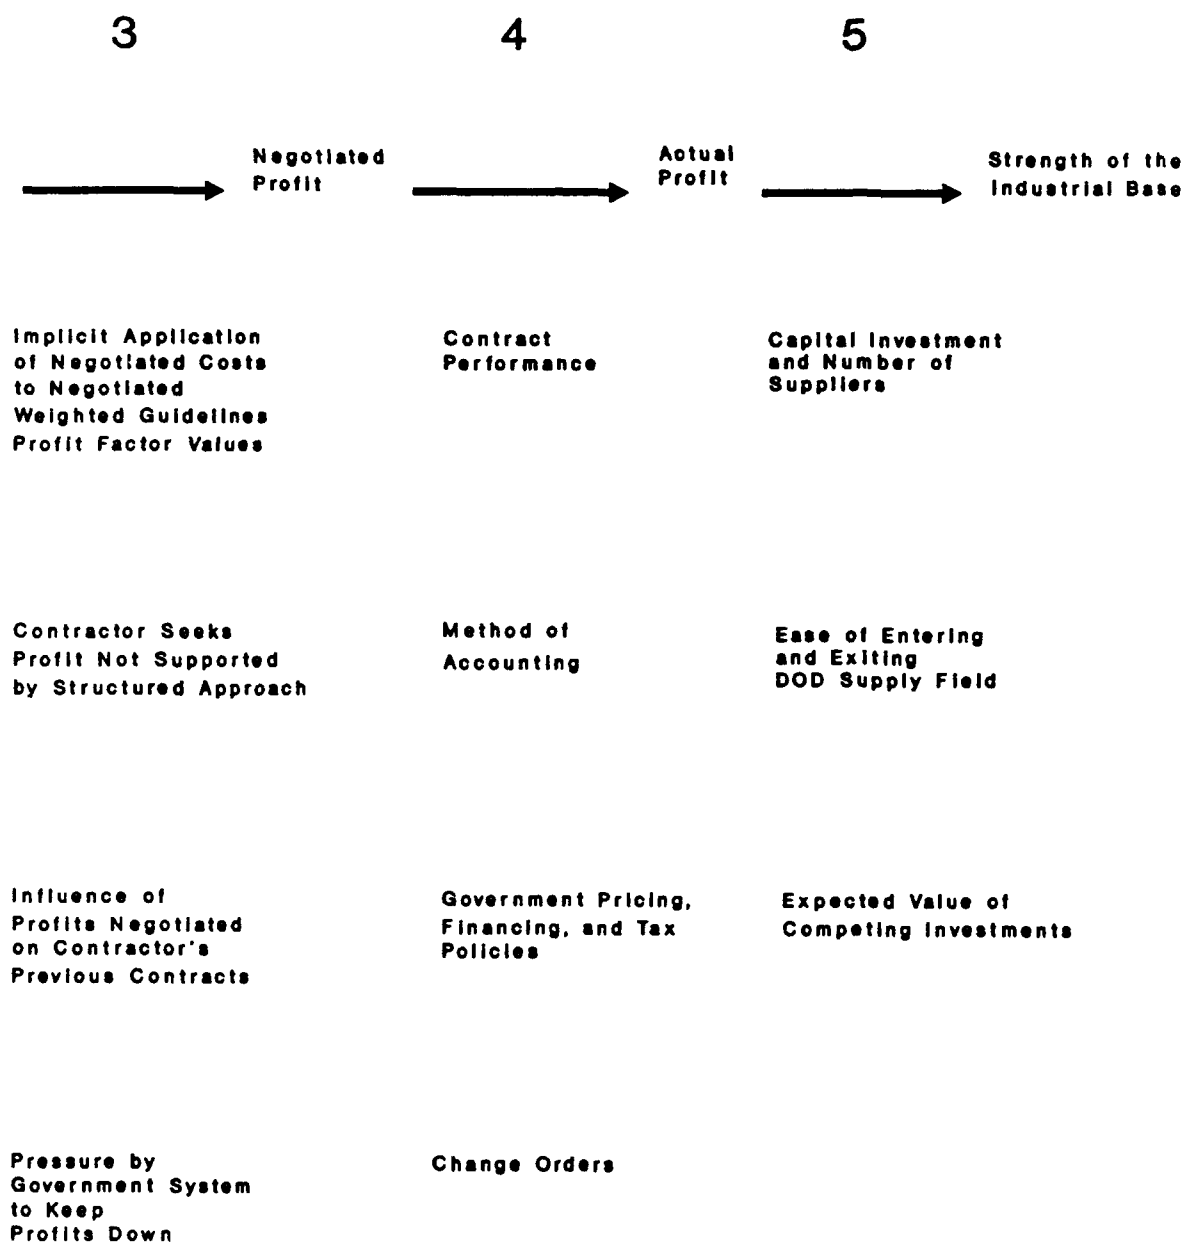 3
4
5
Negotiated
Profit
Actual
Profit
Strength of the
Industrial Base
Implicit Application
of Negotiated Costs
to Negotiated
Weighted Guidelines
Profit Factor Values
Contract
Performance
Capital Investment
and Number of
Suppliers
Contractor Seeks
Profit Not Supported
by Structured Approach
Method of
Accounting
Ease of Entering
and Exiting
DOD Supply Field
Influence of
Profits Negotiated
on Contractor's
Previous Contracts
Government Pricing,
Financing, and Tax
Policies
Expected Value of
Competing Investments
Pressure by
Government System
to Keep
Profits Down
Change Orders